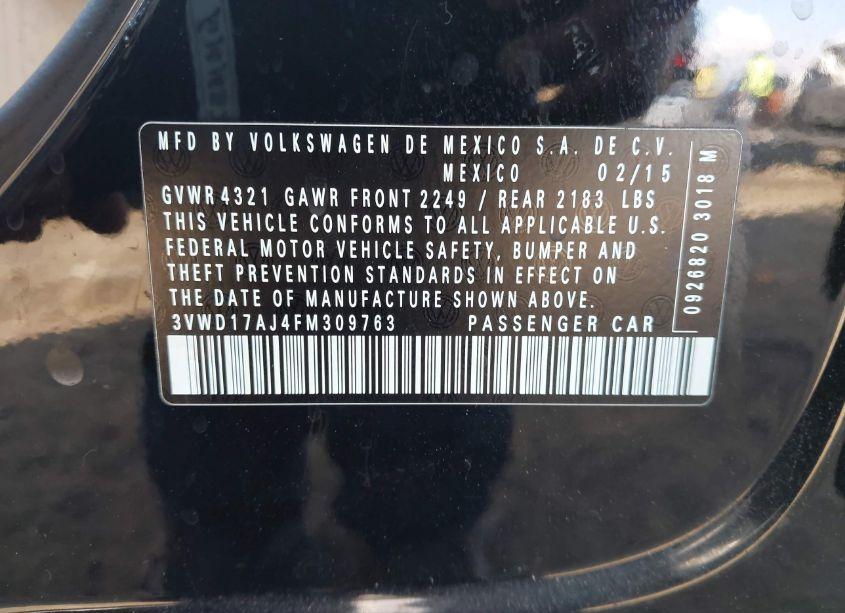 MFD BY VOLKSWAGEN DE MEXICO S.A. DE C.V.
MEXICO 02/15
GVWR 4321 GAWR FRONT 2249 / REAR 2183 LBS
THIS VEHICLE CONFORMS TO ALL APPLICABLE U.S.
FEDERAL MOTOR VEHICLE SAFETY, BUMPER AND
THEFT PREVENTION STANDARDS IN EFFECT ON
THE DATE OF MANUFACTURE SHOWN ABOVE.
3VWD17AJ4FM309763 PASSENGER CAR
0926820 3018 M